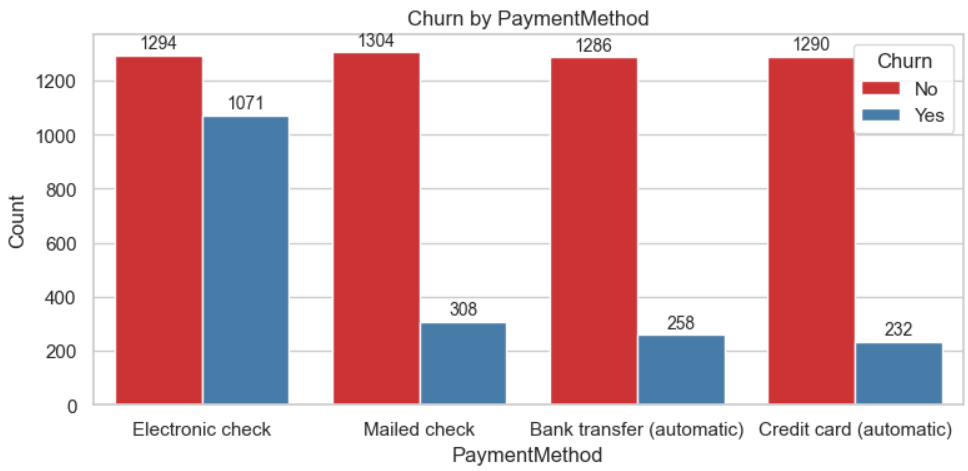 Churn by PaymentMethod
1294
1304
1286
1290
Churn
No
Yes
1071
308
258
232
1200
1000
800
600
400
200
0
Count
Electronic check
Mailed check
Bank transfer (automatic)
Credit card (automatic)
PaymentMethod